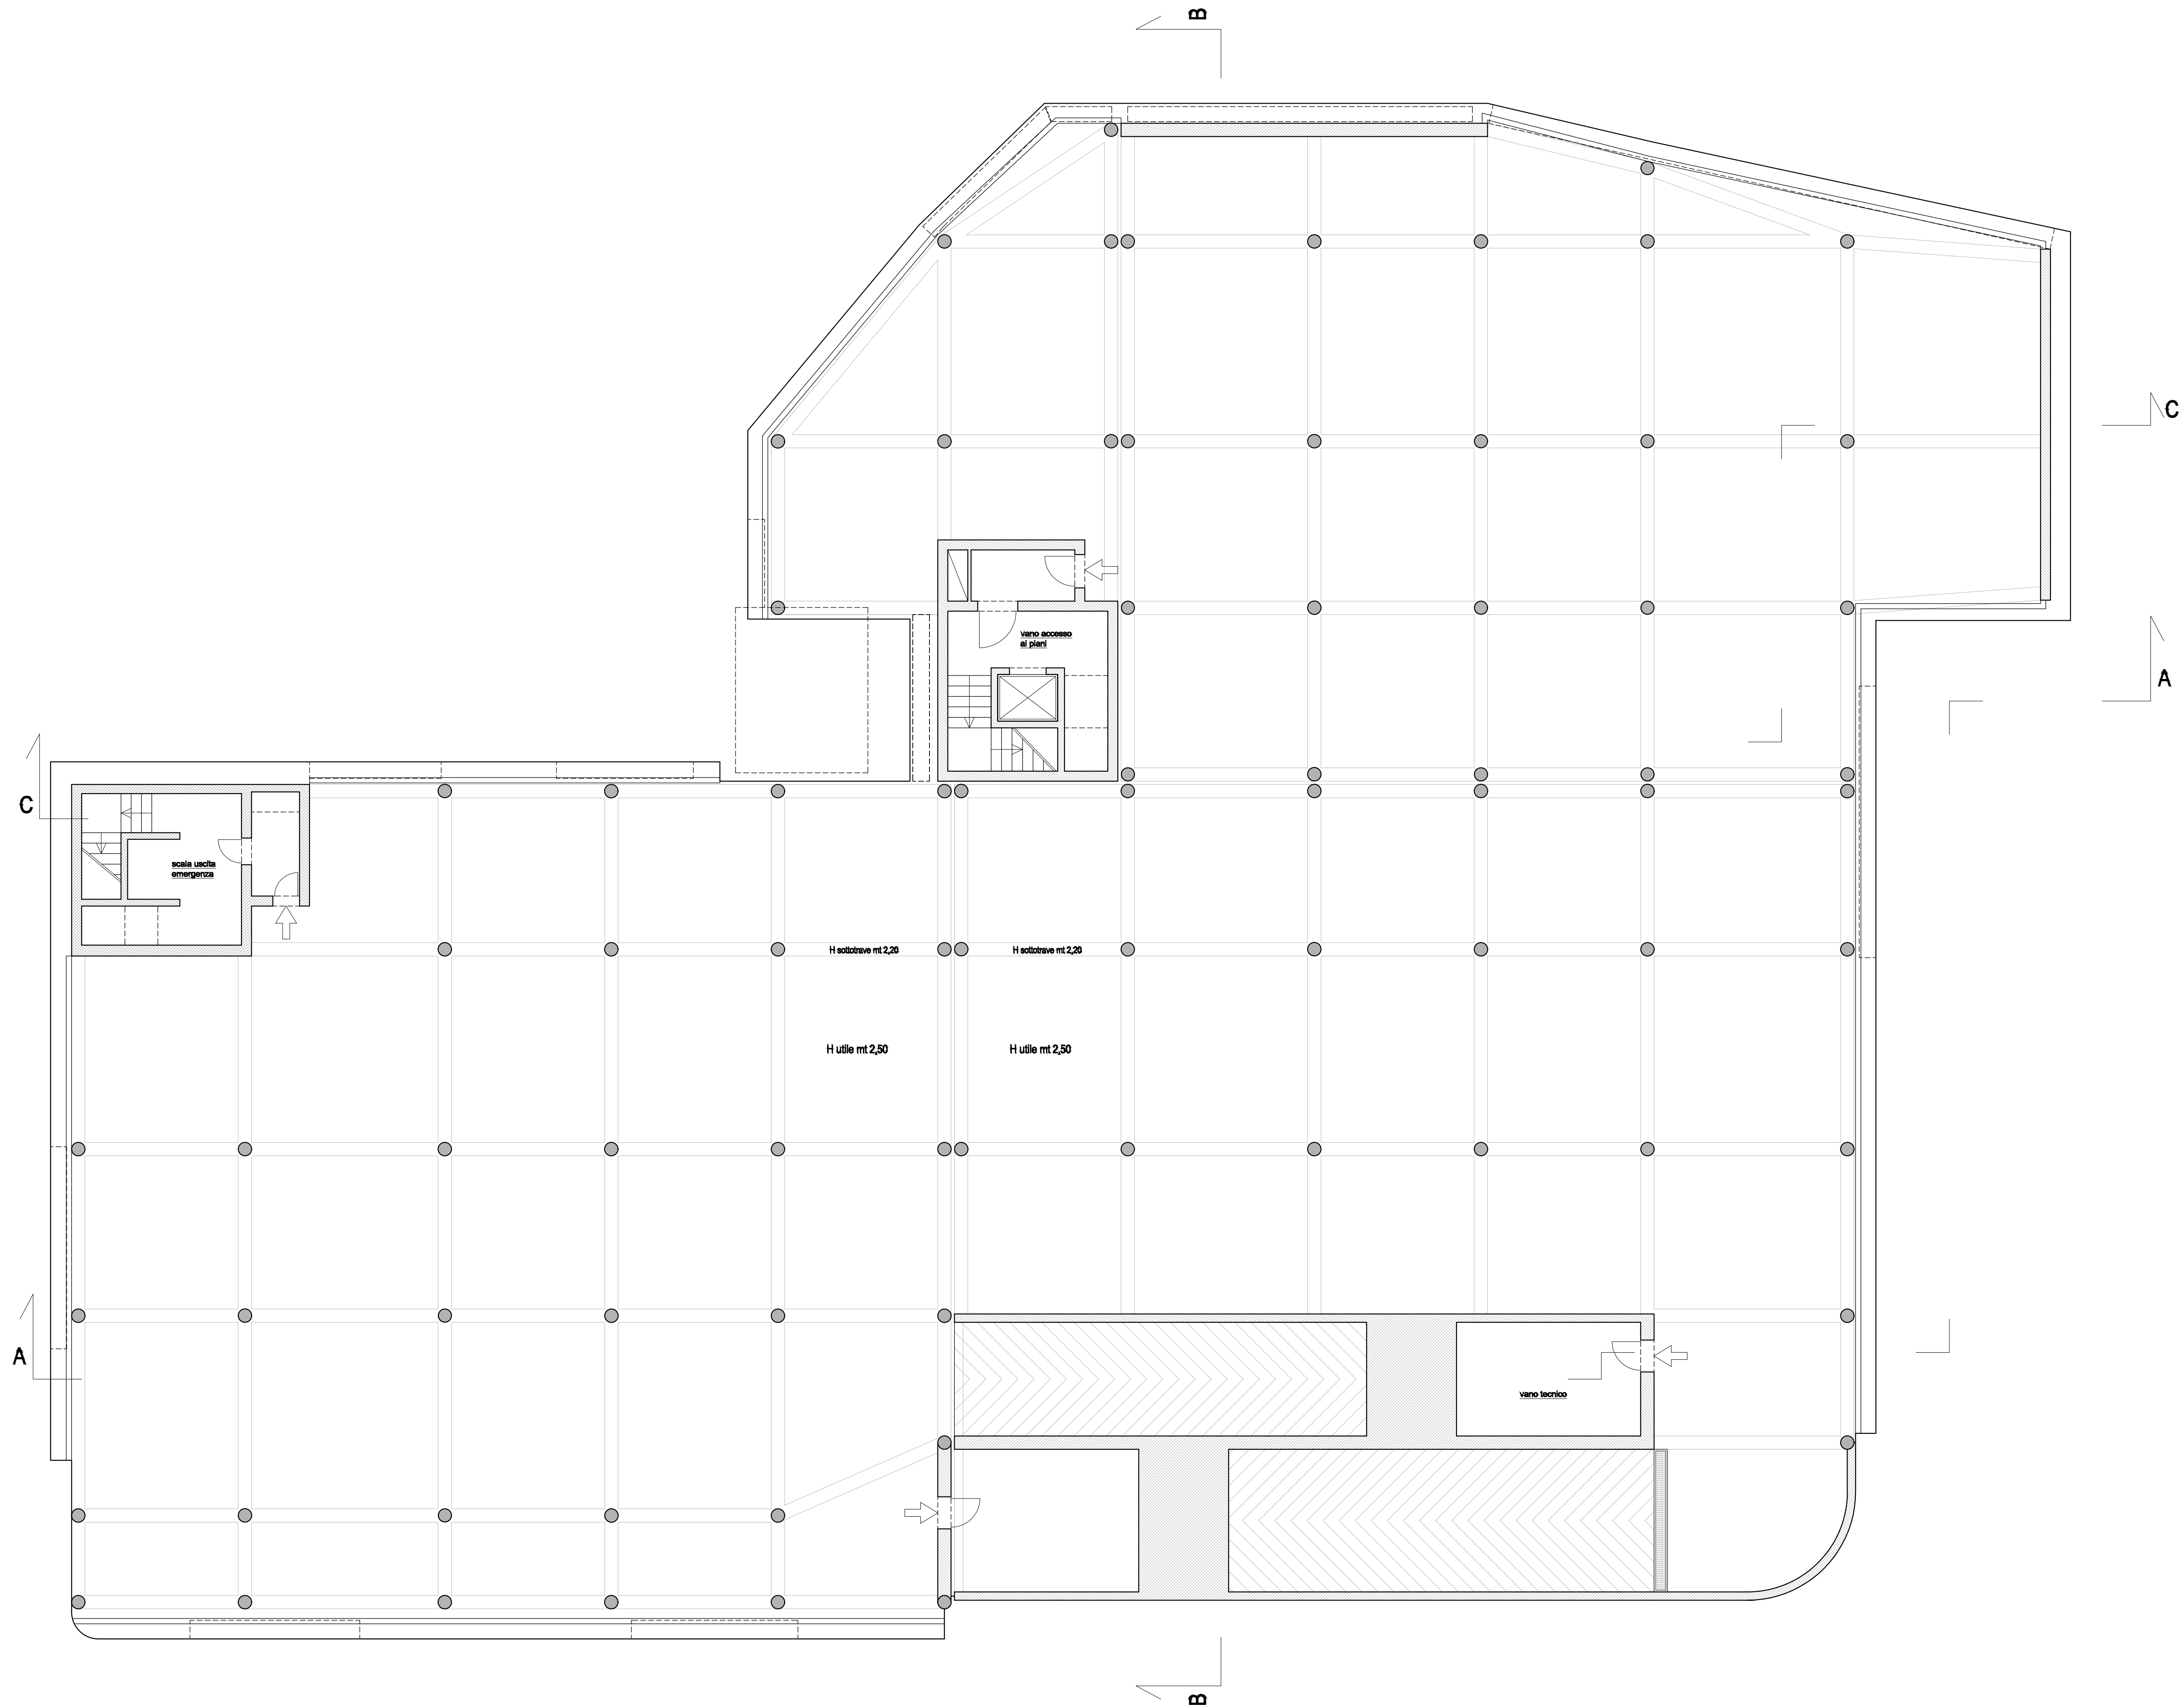 B
C
vano accesso
ai piani
A
C
scala uscita
emergenza
H sottotrave mt 2,20
H sottotrave mt 2,20
H utile mt 2,50
H utile mt 2,50
A
vano tecnico
B